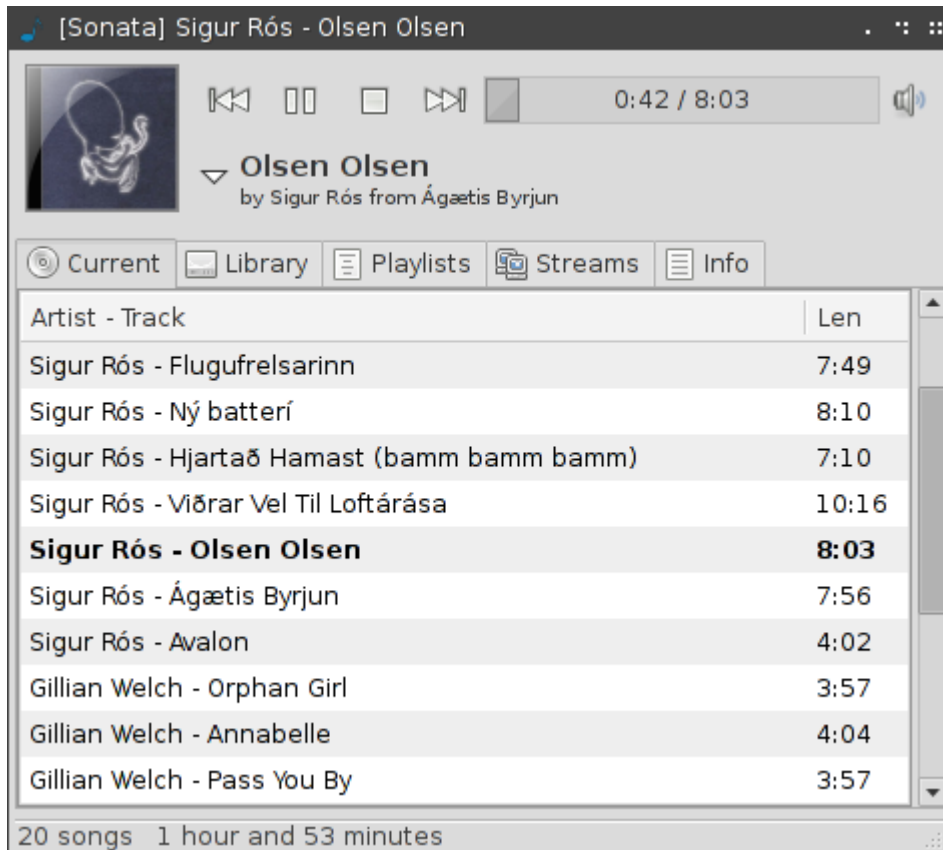 [Sonata] Sigur Rós - Olsen Olsen
0:42 / 8:03
Olsen Olsen
by Sigur Rós from Ágætis Byrjun
Current Library Playlists Streams Info
Artist - Track Len
Sigur Rós - Flugufrelsarinn 7:49
Sigur Rós - Ný batterí 8:10
Sigur Rós - Hjartað Hamast (bamm bamm bamm) 7:10
Sigur Rós - Viðrar Vel Til Loftárása 10:16
Sigur Rós - Olsen Olsen 8:03
Sigur Rós - Ágætis Byrjun 7:56
Sigur Rós - Avalon 4:02
Gillian Welch - Orphan Girl 3:57
Gillian Welch - Annabelle 4:04
Gillian Welch - Pass You By 3:57
20 songs 1 hour and 53 minutes